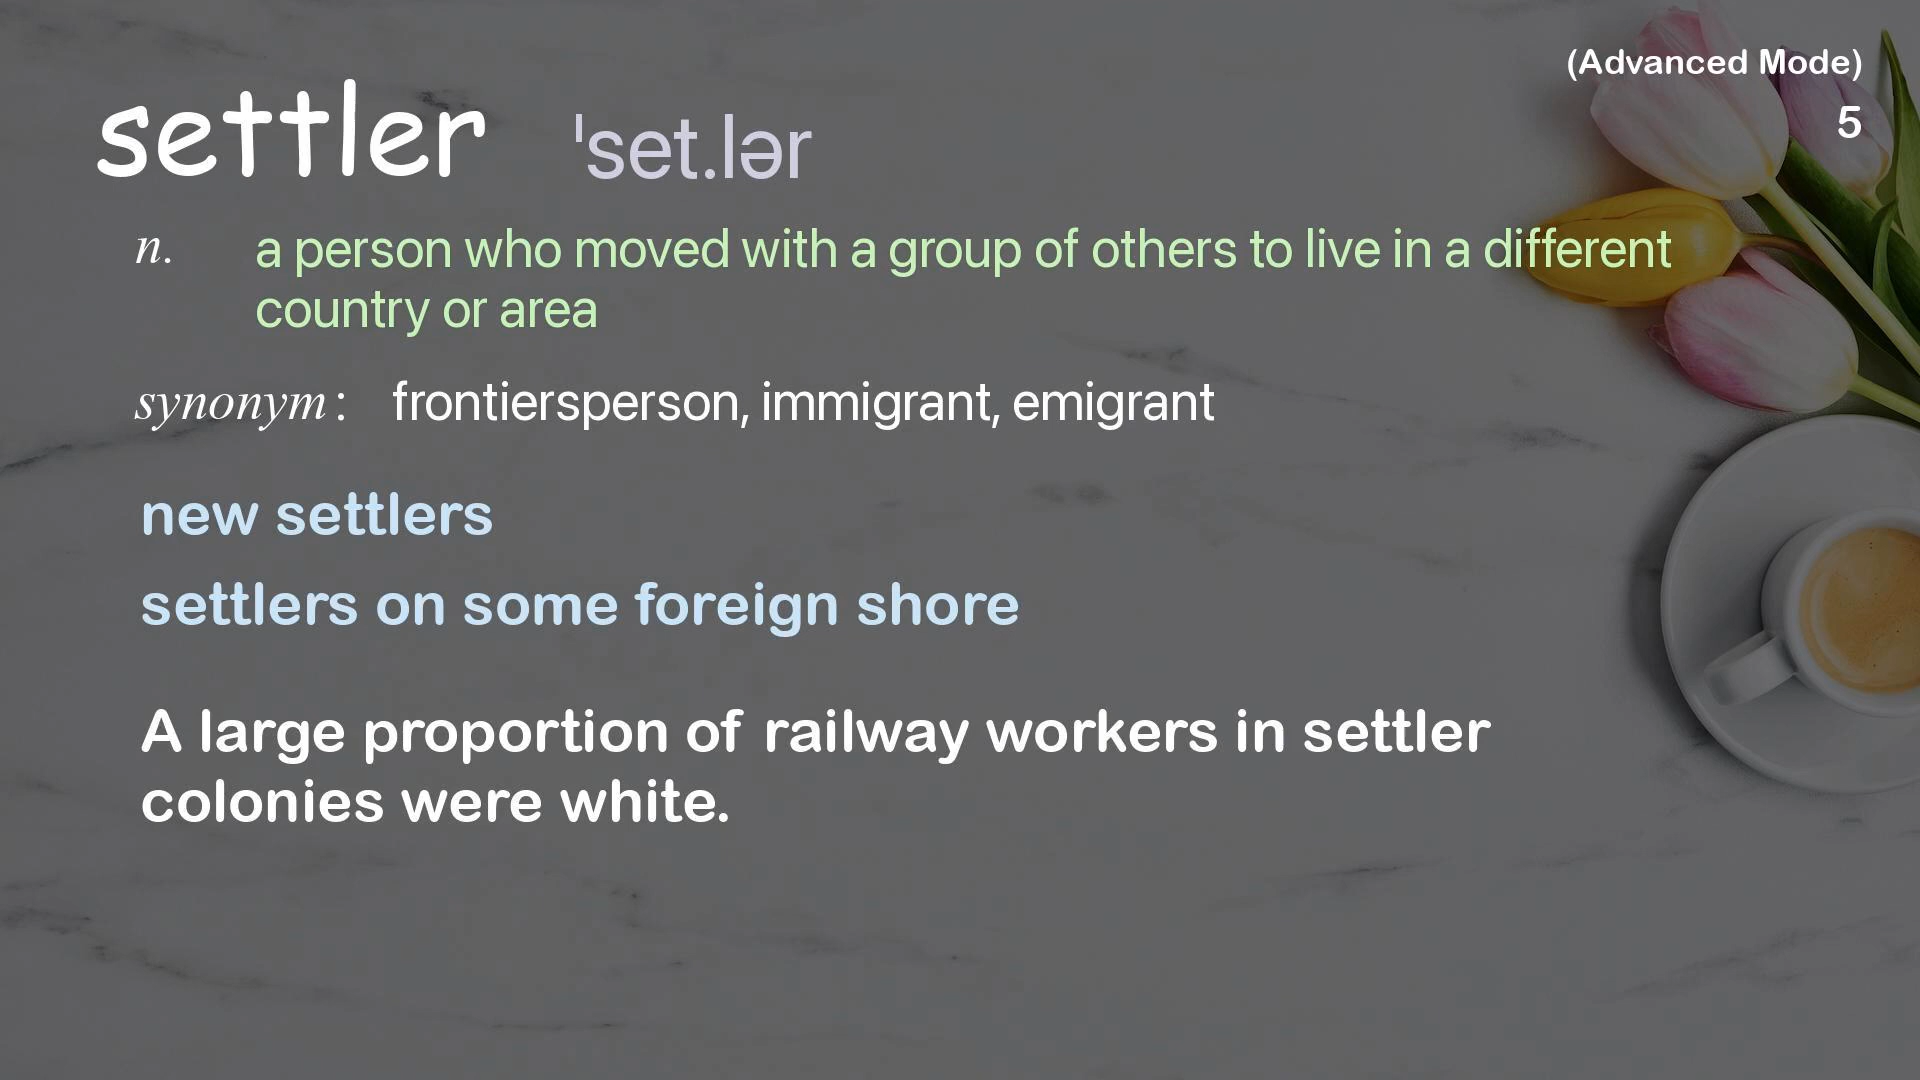 (Advanced Mode)
5
settler ˈset.lər
n. a person who moved with a group of others to live in a different
country or area
synonym: frontiersperson, immigrant, emigrant
new settlers
settlers on some foreign shore
A large proportion of railway workers in settler
colonies were white.